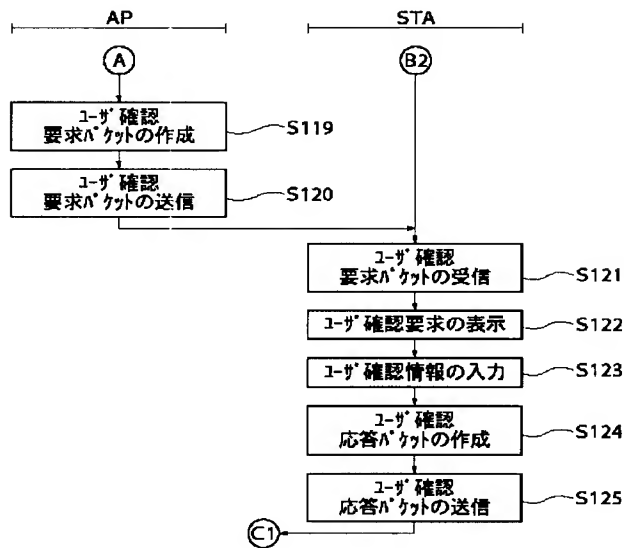 AP
STA
A
B2
ﾕｰｻﾞ確認
要求ﾊﾟｹｯﾄの作成
S119
ﾕｰｻﾞ確認
要求ﾊﾟｹｯﾄの送信
S120
ﾕｰｻﾞ確認
要求ﾊﾟｹｯﾄの受信
S121
ﾕｰｻﾞ確認要求の表示
S122
ﾕｰｻﾞ確認情報の入力
S123
ﾕｰｻﾞ確認
応答ﾊﾟｹｯﾄの作成
S124
ﾕｰｻﾞ確認
応答ﾊﾟｹｯﾄの送信
S125
C1